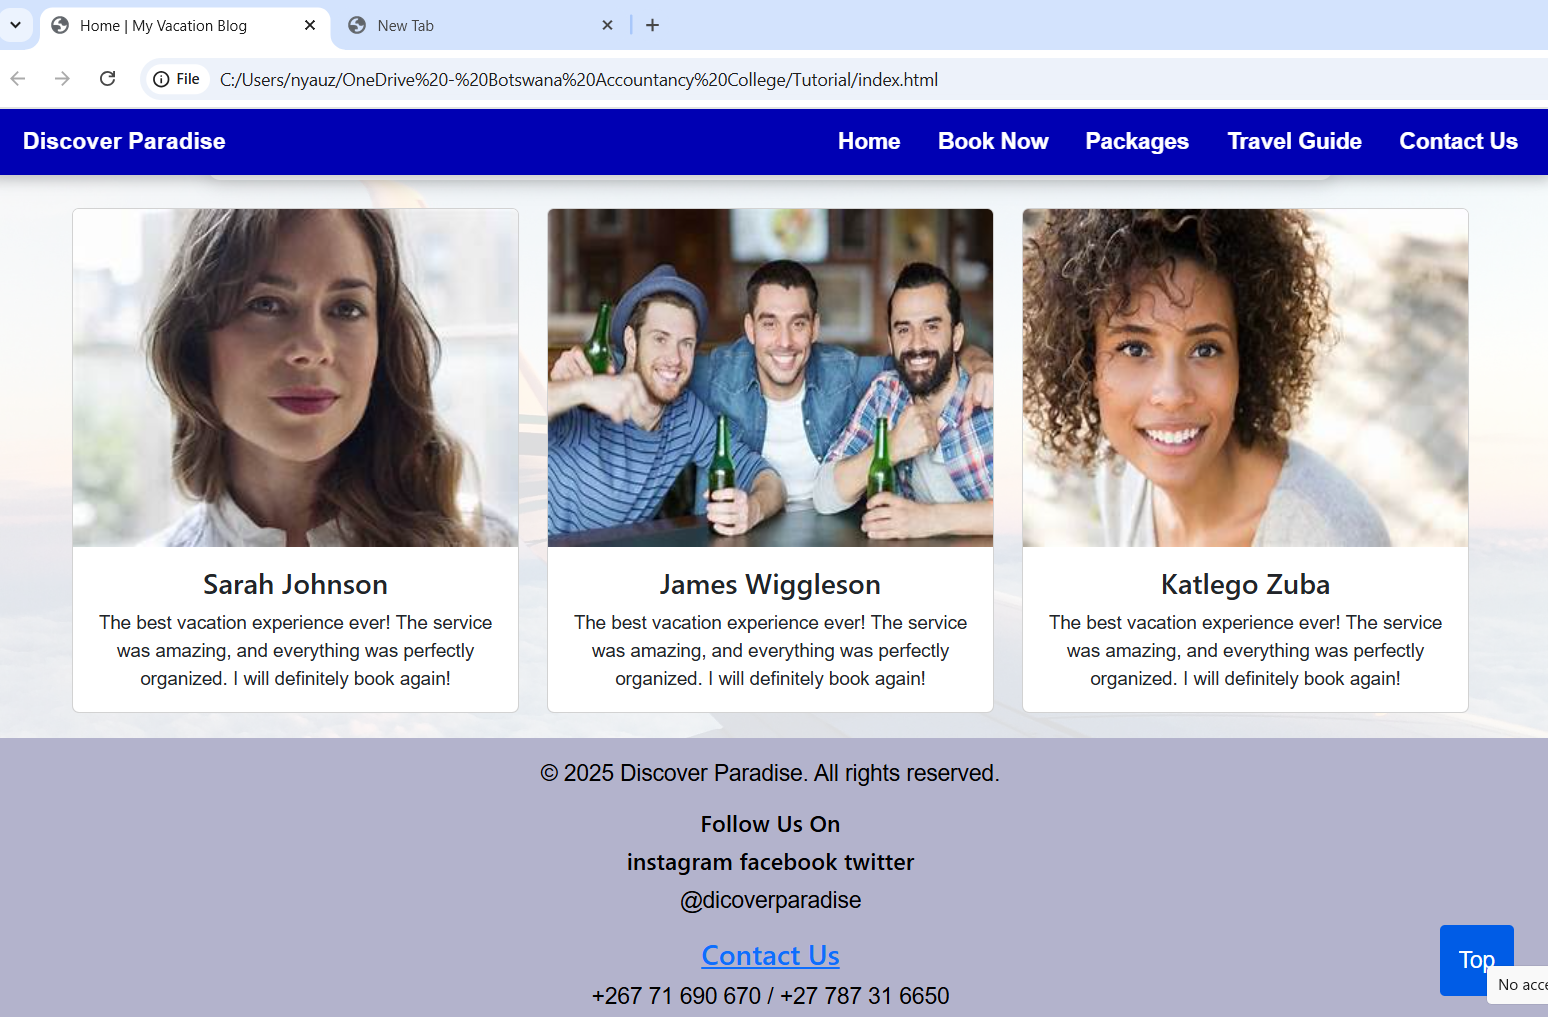 Home | My Vacation Blog
New Tab
File
C:/Users/nyauz/OneDrive%20-%20Botswana%20Accountancy%20College/Tutorial/index.html
Discover Paradise
Home Book Now Packages Travel Guide Contact Us
Sarah Johnson
The best vacation experience ever! The service
was amazing, and everything was perfectly
organized. I will definitely book again!
James Wiggleson
The best vacation experience ever! The service
was amazing, and everything was perfectly
organized. I will definitely book again!
Katlego Zuba
The best vacation experience ever! The service
was amazing, and everything was perfectly
organized. I will definitely book again!
© 2025 Discover Paradise. All rights reserved.
Follow Us On
instagram facebook twitter
@dicoverparadise
Contact Us
+267 71 690 670 / +27 787 31 6650
Top
No acce